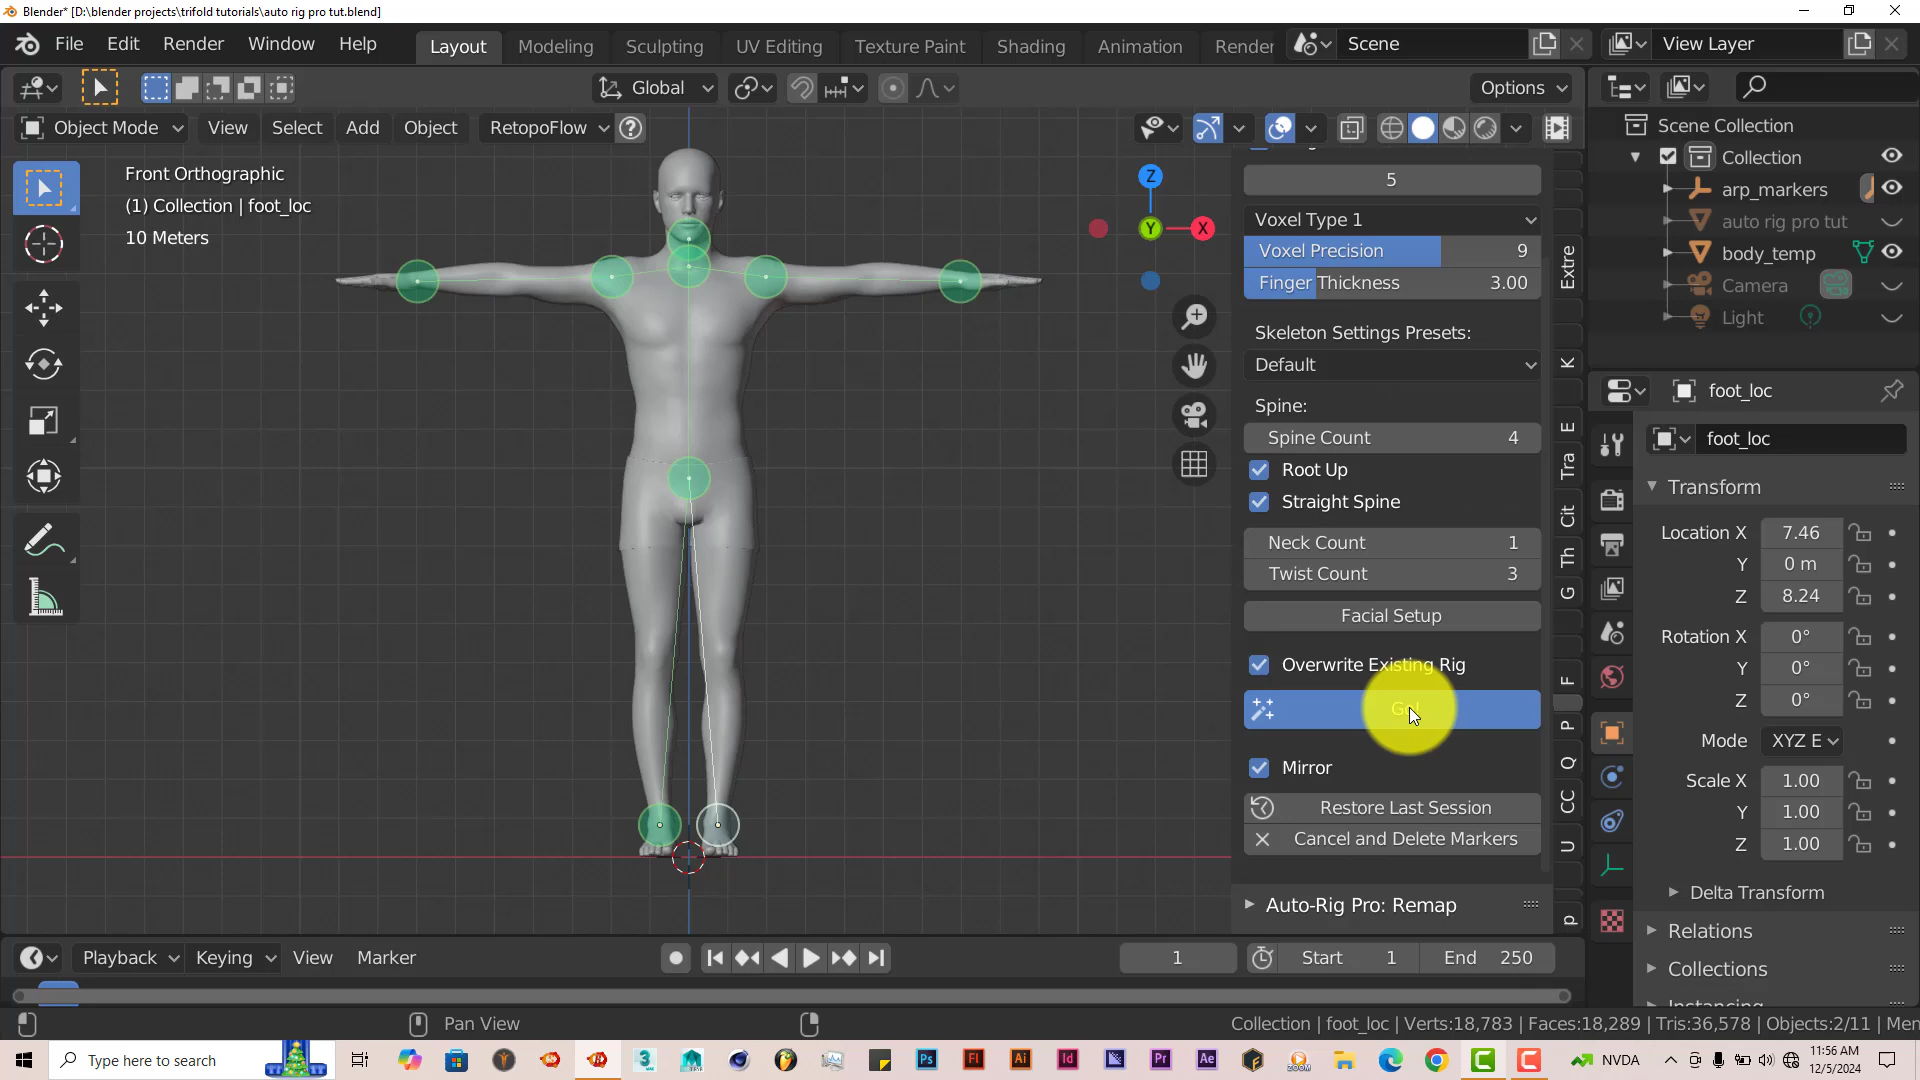 Blender* [D:\blender projects\trifold tutorials\auto rig pro tut.blend]
File Edit Render Window Help
Layout Modeling Sculpting UV Editing Texture Paint Shading Animation Render
Scene View Layer
Global Options
Object Mode View Select Add Object RetopoFlow
Front Orthographic
(1) Collection | foot_loc
10 Meters
Z
Y X
5
Voxel Type 1
Voxel Precision 9
Finger Thickness 3.00
Skeleton Settings Presets:
Default
Spine:
Spine Count 4
Root Up
Straight Spine
Neck Count 1
Twist Count 3
Facial Setup
Overwrite Existing Rig
Go!
Mirror
Restore Last Session
Cancel and Delete Markers
Auto-Rig Pro: Remap
Extre
K
E
Tra
Cit
Th
G
F
P
Q
CC
U
p
Scene Collection
Collection
arp_markers
auto rig pro tut
body_temp
Camera
Light
foot_loc
foot_loc
Transform
Location X 7.46
Y 0 m
Z 8.24
Rotation X 0°
Y 0°
Z 0°
Mode XYZ E
Scale X 1.00
Y 1.00
Z 1.00
Delta Transform
Relations
Collections
Instancing
Playback Keying View Marker
1 Start 1 End 250
Pan View
Collection | foot_loc | Verts:18,783 | Faces:18,289 | Tris:36,578 | Objects:2/11 | Mem
Type here to search
NVDA
11:56 AM
12/5/2024